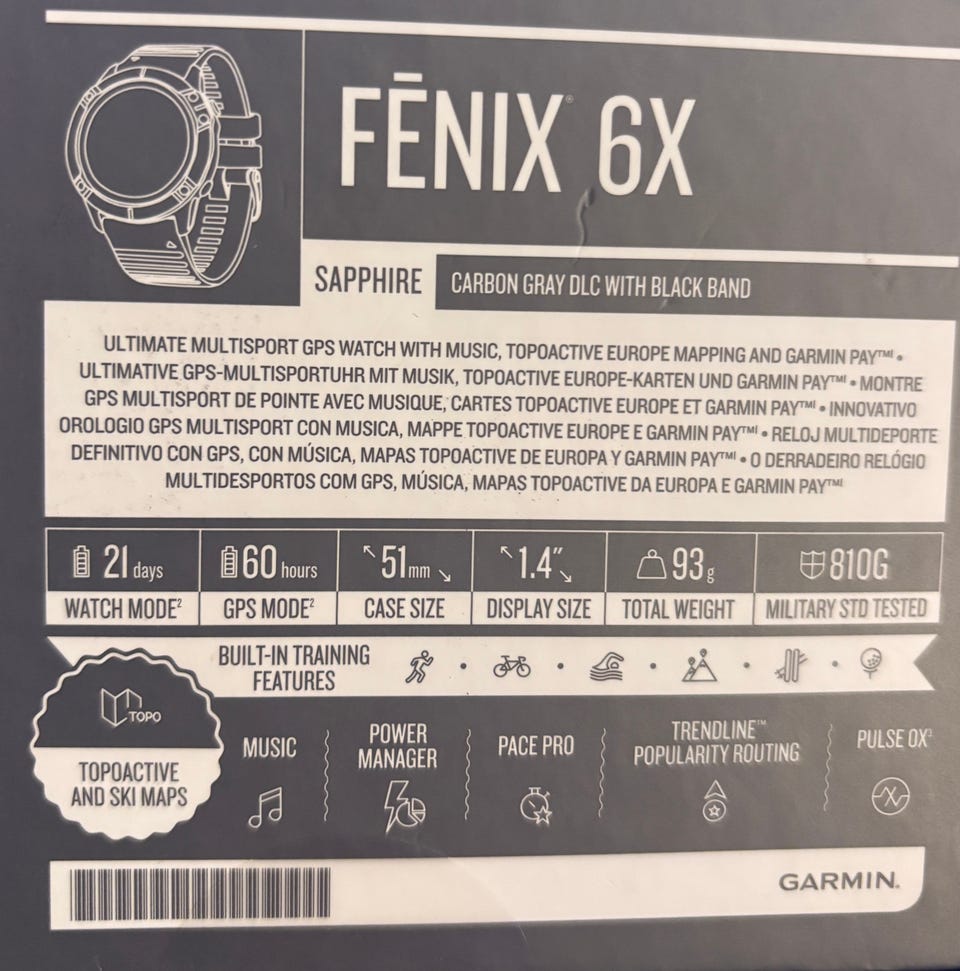 FĒNIX® 6X
SAPPHIRE
CARBON GRAY DLC WITH BLACK BAND
ULTIMATE MULTISPORT GPS WATCH WITH MUSIC, TOPOACTIVE EUROPE MAPPING AND GARMIN PAY™¹ •
ULTIMATIVE GPS-MULTISPORTUHR MIT MUSIK, TOPOACTIVE EUROPE-KARTEN UND GARMIN PAY™¹ • MONTRE
GPS MULTISPORT DE POINTE AVEC MUSIQUE, CARTES TOPOACTIVE EUROPE ET GARMIN PAY™¹ • INNOVATIVO
OROLOGIO GPS MULTISPORT CON MUSICA, MAPPE TOPOACTIVE EUROPE E GARMIN PAY™¹ • RELOJ MULTIDEPORTE
DEFINITIVO CON GPS, CON MÚSICA, MAPAS TOPOACTIVE DE EUROPA Y GARMIN PAY™¹ • O DERRADEIRO RELÓGIO
MULTIDESPORTOS COM GPS, MÚSICA, MAPAS TOPOACTIVE DA EUROPA E GARMIN PAY™¹
21 days
WATCH MODE²
60 hours
GPS MODE²
51mm
CASE SIZE
1.4″
DISPLAY SIZE
93g
TOTAL WEIGHT
810G
MILITARY STD TESTED
BUILT-IN TRAINING
FEATURES
TOPO
TOPOACTIVE
AND SKI MAPS
MUSIC
POWER
MANAGER
PACE PRO
TRENDLINE™
POPULARITY ROUTING
PULSE OX³
GARMIN®